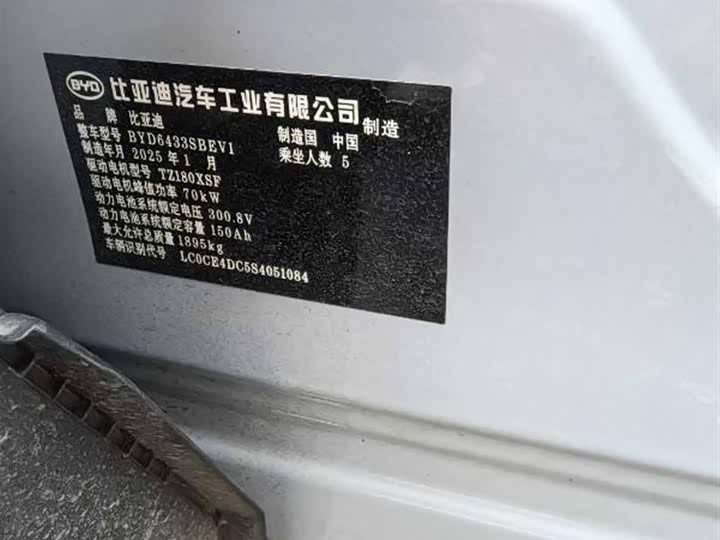 BYD 比亚迪汽车工业有限公司 制造
品 牌 比亚迪 制造国 中国
整车型号 BYD6433SBEV1 乘坐人数 5
制造年月 2025 年 1 月
驱动电机型号 TZ180XSF
驱动电机峰值功率 70kW
动力电池系统额定电压 300.8V
动力电池系统额定容量 150Ah
最大允许总质量 1895kg
车辆识别代号 LC0CE4DC5S4051084